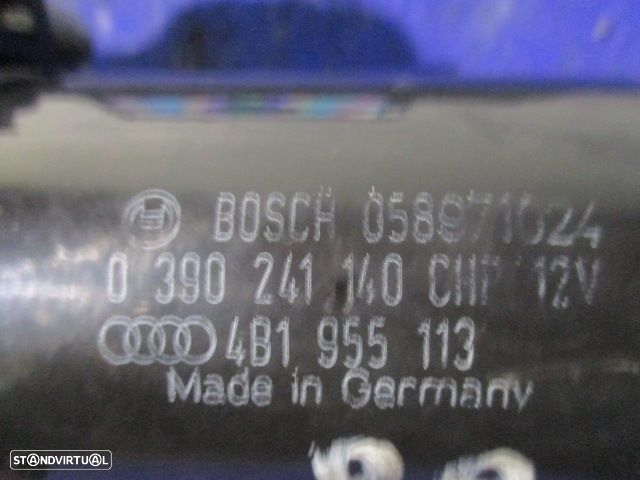 BOSCH 058871024
0 390 241 140 CHP 12V
4B1 955 113
Made in Germany
STANDVIRTUAL